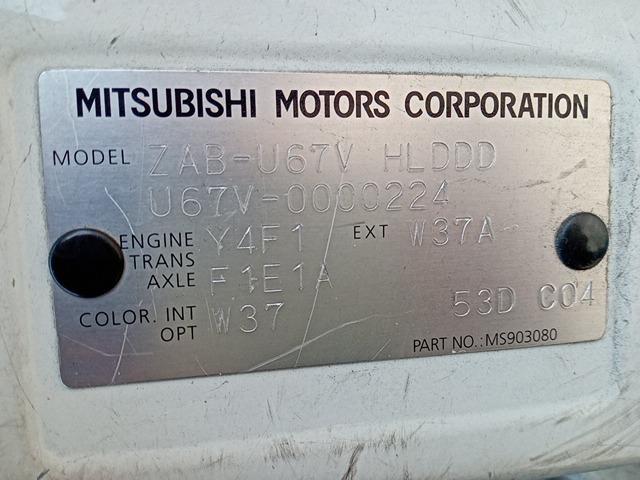 MITSUBISHI MOTORS CORPORATION
MODEL ZAB-U67V HLDDD
U67V-0000224
ENGINE Y4F1 EXT W37A
TRANS
AXLE F1E1A
COLOR. INT W37 53D C04
OPT
PART NO.:MS903080